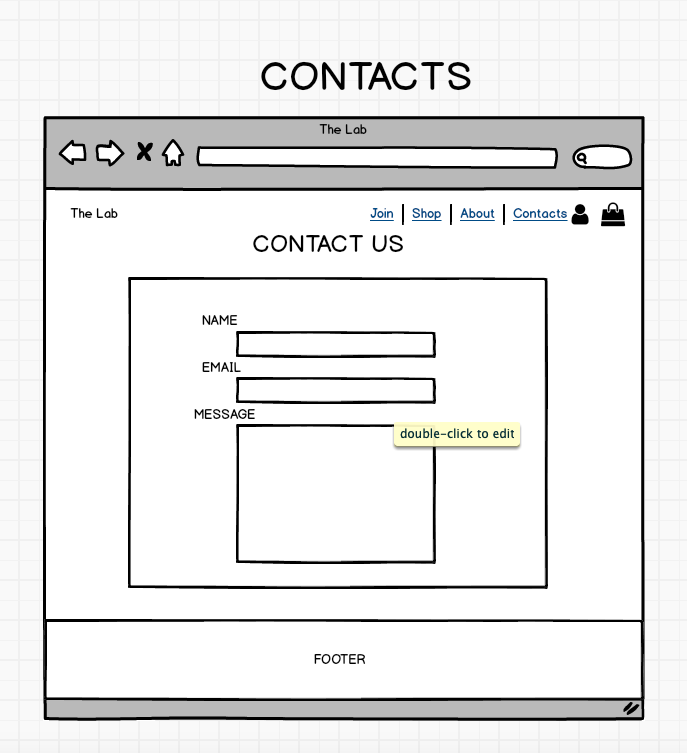 CONTACTS
The Lab
The Lab
Join Shop About Contacts
CONTACT US
NAME
EMAIL
MESSAGE
double-click to edit
FOOTER